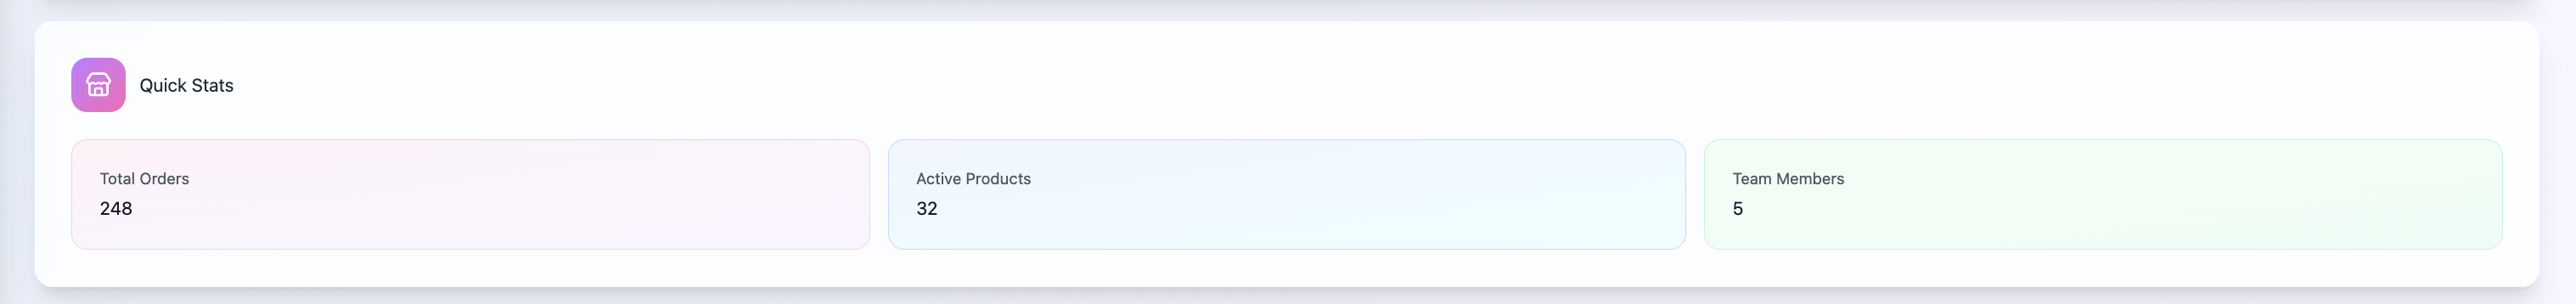 Quick Stats
Total Orders
248
Active Products
32
Team Members
5